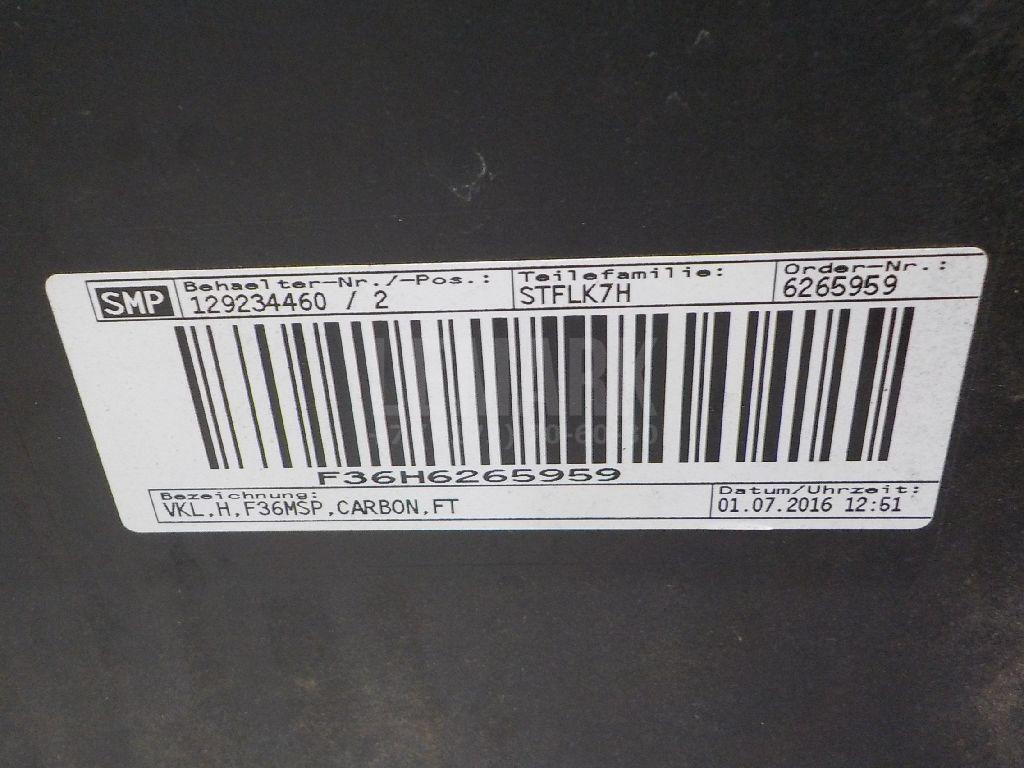 SMP
Behaelter-Nr./-Pos.: Teilefamilie: Order-Nr.:
129234460 / 2 STFLK7H 6265959
F36H6265959
Bezeichnung: Datum/Uhrzeit:
VKL.H.F36MSP.CARBON.FT 01.07.2016 12:51